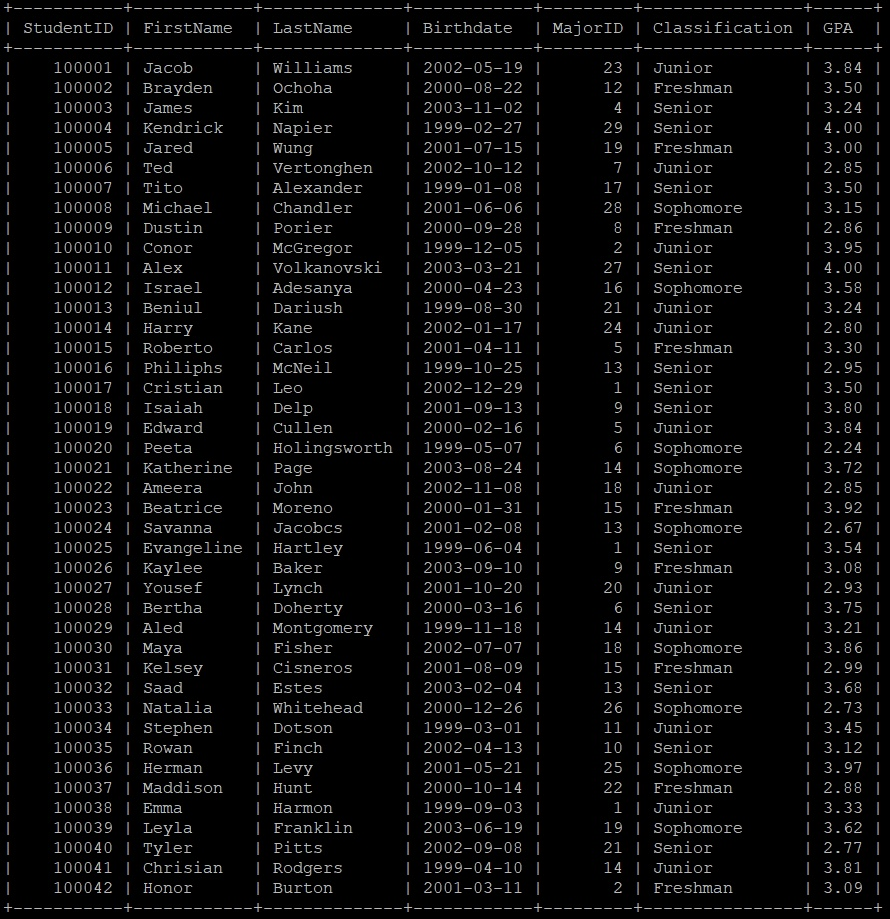 +-----------+------------+---------------+------------+---------+----------------+------+
| StudentID | FirstName  | LastName      | Birthdate  | MajorID | Classification | GPA  |
+-----------+------------+---------------+------------+---------+----------------+------+
|    100001 | Jacob      | Williams      | 2002-05-19 |      23 | Junior         | 3.84 |
|    100002 | Brayden    | Ochoha        | 2000-08-22 |      12 | Freshman       | 3.50 |
|    100003 | James      | Kim           | 2003-11-02 |       4 | Senior         | 3.24 |
|    100004 | Kendrick   | Napier        | 1999-02-27 |      29 | Senior         | 4.00 |
|    100005 | Jared      | Wung          | 2001-07-15 |      19 | Freshman       | 3.00 |
|    100006 | Ted        | Vertonghen    | 2002-10-12 |       7 | Junior         | 2.85 |
|    100007 | Tito       | Alexander     | 1999-01-08 |      17 | Senior         | 3.50 |
|    100008 | Michael    | Chandler      | 2001-06-06 |      28 | Sophomore      | 3.15 |
|    100009 | Dustin     | Porier        | 2000-09-28 |       8 | Freshman       | 2.86 |
|    100010 | Conor      | McGregor      | 1999-12-05 |       2 | Junior         | 3.95 |
|    100011 | Alex       | Volkanovski   | 2003-03-21 |      27 | Senior         | 4.00 |
|    100012 | Israel     | Adesanya      | 2000-04-23 |      16 | Sophomore      | 3.58 |
|    100013 | Beniul     | Dariush       | 1999-08-30 |      21 | Junior         | 3.24 |
|    100014 | Harry      | Kane          | 2002-01-17 |      24 | Junior         | 2.80 |
|    100015 | Roberto    | Carlos        | 2001-04-11 |       5 | Freshman       | 3.30 |
|    100016 | Philiphs   | McNeil        | 1999-10-25 |      13 | Senior         | 2.95 |
|    100017 | Cristian   | Leo           | 2002-12-29 |       1 | Senior         | 3.50 |
|    100018 | Isaiah     | Delp          | 2001-09-13 |       9 | Senior         | 3.80 |
|    100019 | Edward     | Cullen        | 2000-02-16 |       5 | Junior         | 3.84 |
|    100020 | Peeta      | Holingsworth  | 1999-05-07 |       6 | Sophomore      | 2.24 |
|    100021 | Katherine  | Page          | 2003-08-24 |      14 | Sophomore      | 3.72 |
|    100022 | Ameera     | John          | 2002-11-08 |      18 | Junior         | 2.85 |
|    100023 | Beatrice   | Moreno        | 2000-01-31 |      15 | Freshman       | 3.92 |
|    100024 | Savanna    | Jacobcs       | 2001-02-08 |      13 | Sophomore      | 2.67 |
|    100025 | Evangeline | Hartley       | 1999-06-04 |       1 | Senior         | 3.54 |
|    100026 | Kaylee     | Baker         | 2003-09-10 |       9 | Freshman       | 3.08 |
|    100027 | Yousef     | Lynch         | 2001-10-20 |      20 | Junior         | 2.93 |
|    100028 | Bertha     | Doherty       | 2000-03-16 |       6 | Senior         | 3.75 |
|    100029 | Aled       | Montgomery    | 1999-11-18 |      14 | Junior         | 3.21 |
|    100030 | Maya       | Fisher        | 2002-07-07 |      18 | Sophomore      | 3.86 |
|    100031 | Kelsey     | Cisneros      | 2001-08-09 |      15 | Freshman       | 2.99 |
|    100032 | Saad       | Estes         | 2003-02-04 |      13 | Senior         | 3.68 |
|    100033 | Natalia    | Whitehead     | 2000-12-26 |      26 | Sophomore      | 2.73 |
|    100034 | Stephen    | Dotson        | 1999-03-01 |      11 | Junior         | 3.45 |
|    100035 | Rowan      | Finch         | 2002-04-13 |      10 | Senior         | 3.12 |
|    100036 | Herman     | Levy          | 2001-05-21 |      25 | Sophomore      | 3.97 |
|    100037 | Maddison   | Hunt          | 2000-10-14 |      22 | Freshman       | 2.88 |
|    100038 | Emma       | Harmon        | 1999-09-03 |       1 | Junior         | 3.33 |
|    100039 | Leyla      | Franklin      | 2003-06-19 |      19 | Sophomore      | 3.62 |
|    100040 | Tyler      | Pitts         | 2002-09-08 |      21 | Senior         | 2.77 |
|    100041 | Chrisian   | Rodgers       | 1999-04-10 |      14 | Junior         | 3.81 |
|    100042 | Honor      | Burton        | 2001-03-11 |       2 | Freshman       | 3.09 |
+-----------+------------+---------------+------------+---------+----------------+------+